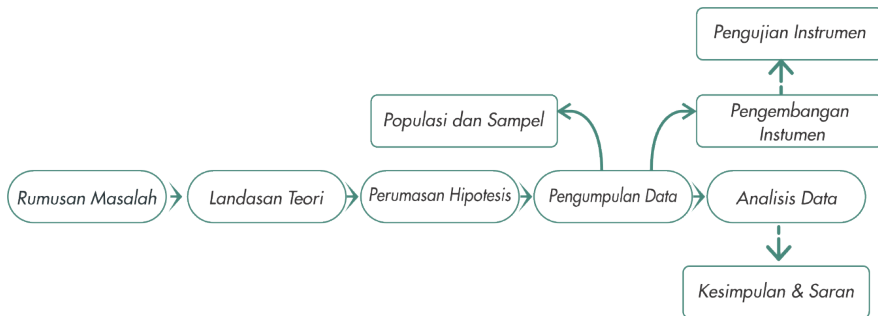 Pengujian Instrumen
Pengembangan
Instumen
Populasi dan Sampel
Rumusan Masalah
Landasan Teori
Perumasan Hipotesis
Pengumpulan Data
Analisis Data
Kesimpulan & Saran